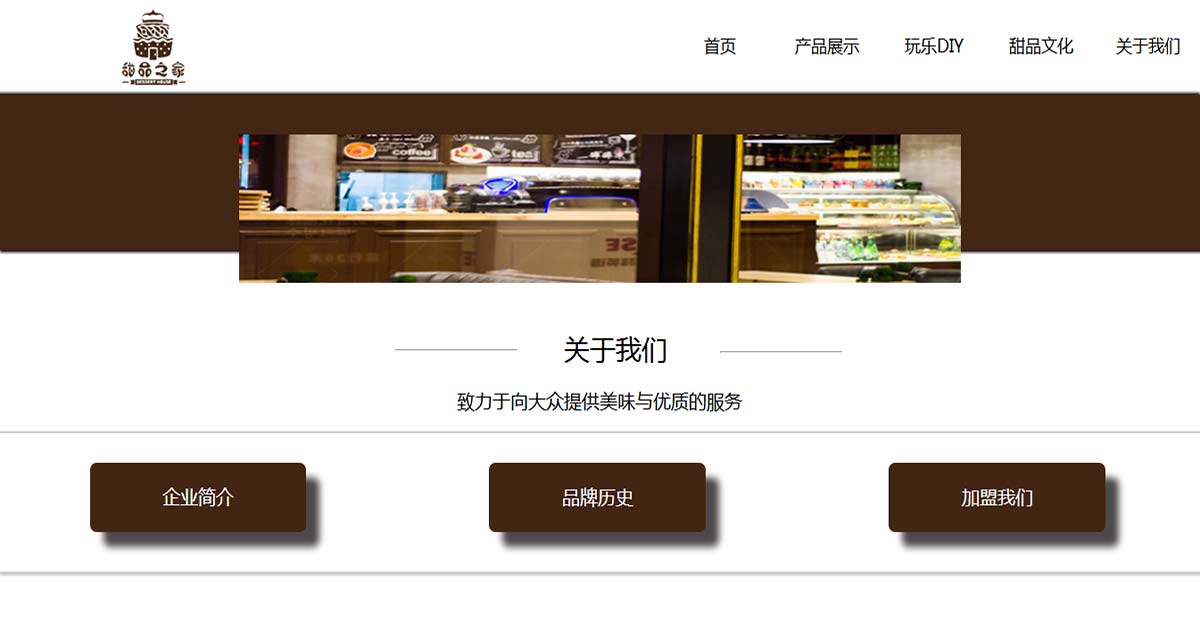 甜品之家
DESSERT HOUSE
首页 产品展示 玩乐DIY 甜品文化 关于我们
coffee
tea
关于我们
致力于向大众提供美味与优质的服务
企业简介 品牌历史 加盟我们